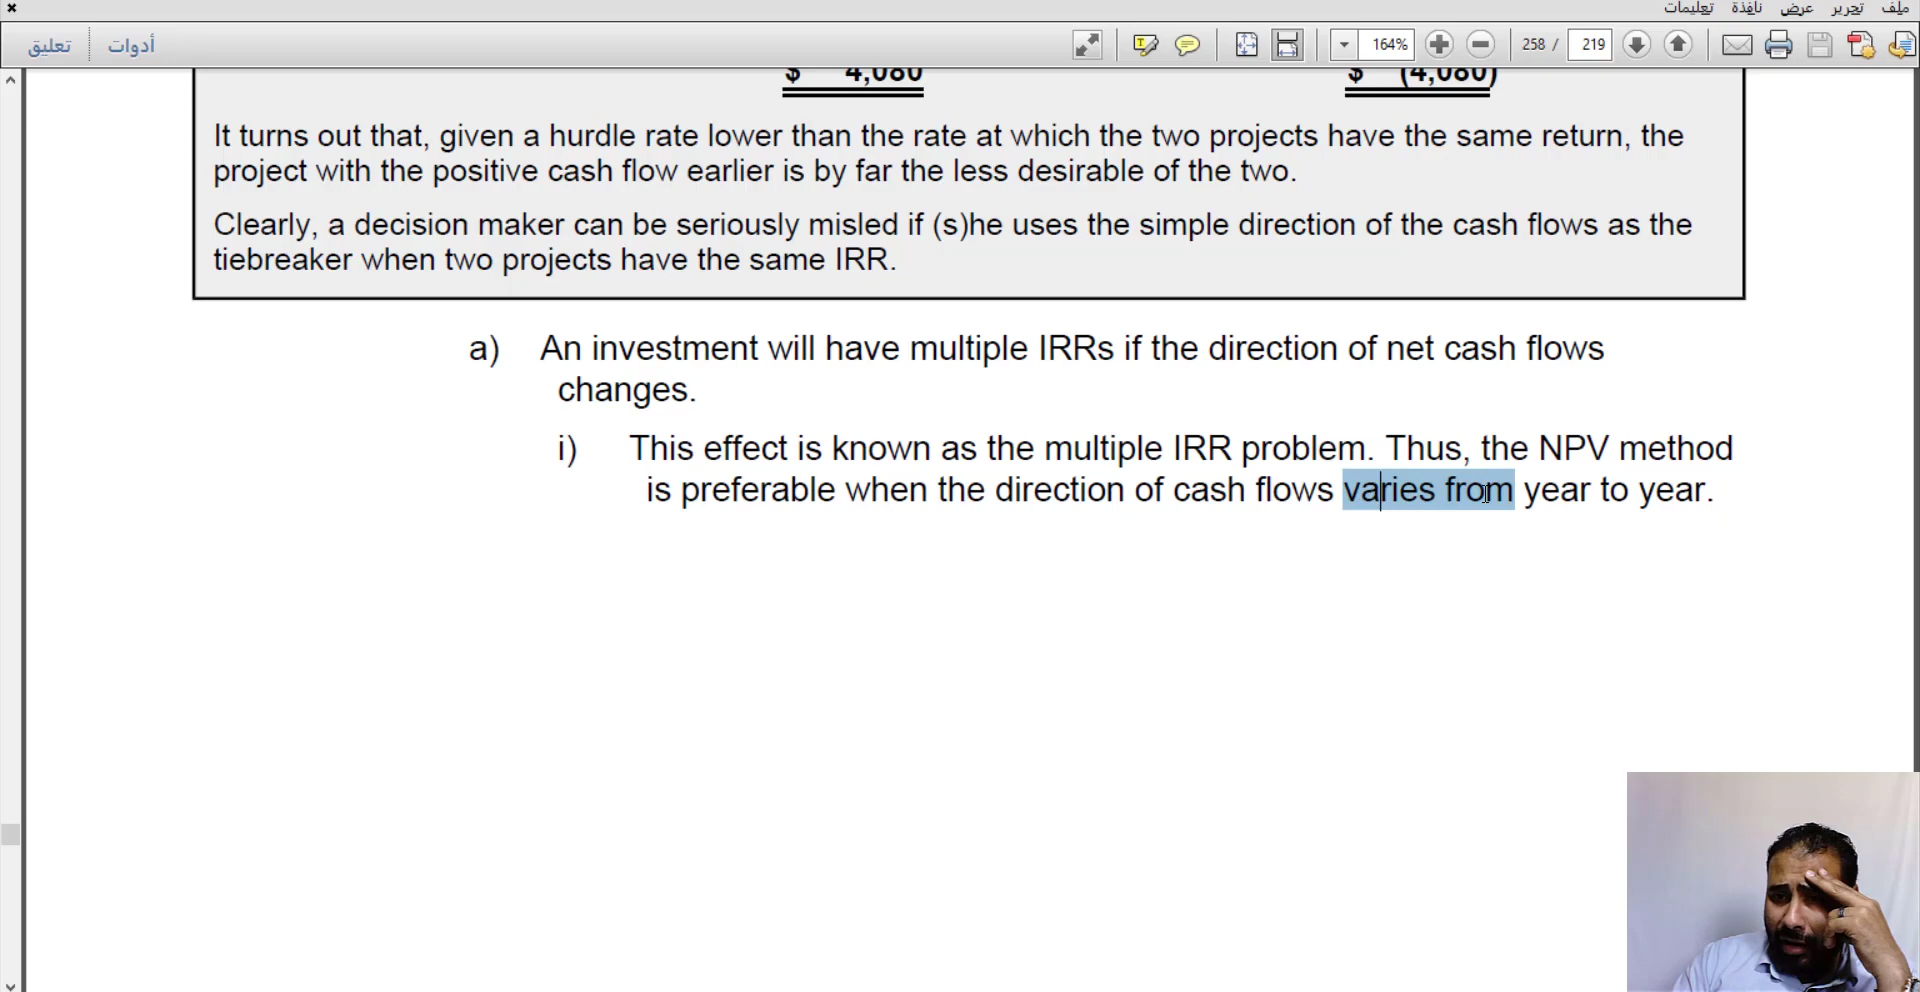 ملف تحرير عرض نافذة تعليمات
تعليق أدوات 164% 258 / 219
$ 4,080 $ (4,080)
It turns out that, given a hurdle rate lower than the rate at which the two projects have the same return, the
project with the positive cash flow earlier is by far the less desirable of the two.
Clearly, a decision maker can be seriously misled if (s)he uses the simple direction of the cash flows as the
tiebreaker when two projects have the same IRR.
a) An investment will have multiple IRRs if the direction of net cash flows
changes.
i) This effect is known as the multiple IRR problem. Thus, the NPV method
is preferable when the direction of cash flows varies from year to year.